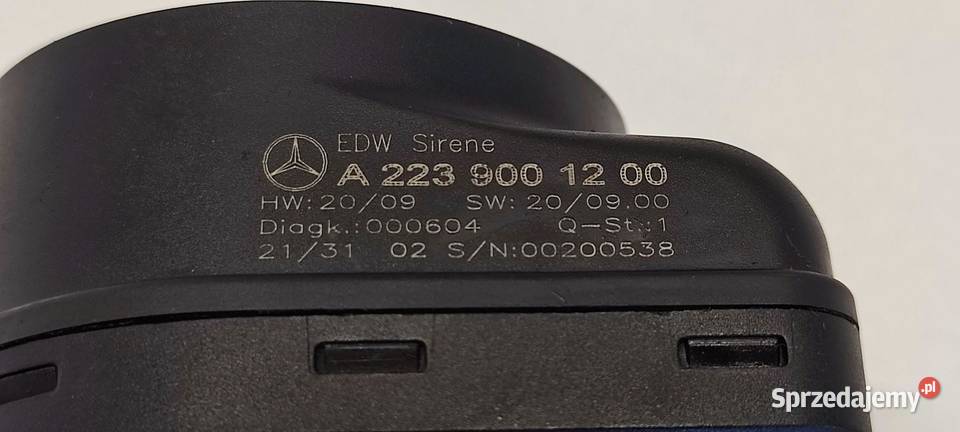 EDW Sirene
A 223 900 12 00
HW: 20/09 SW: 20/09.00
Diagk.:000604 Q-St.:1
21/31 02 S/N:00200538
Sprzedajemy.pl